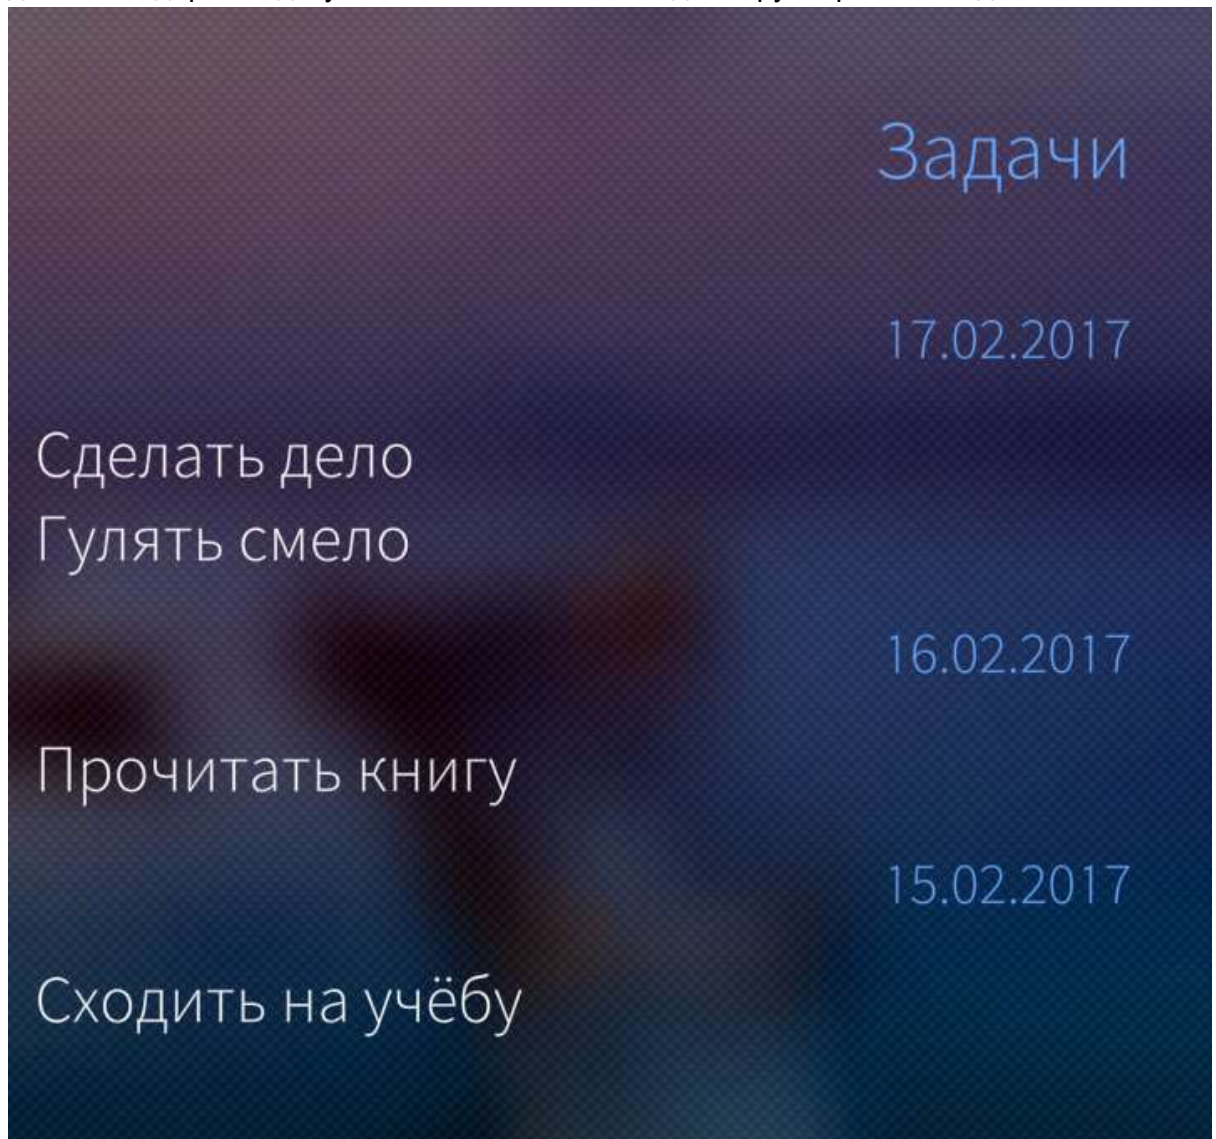 Задачи
17.02.2017
Сделать дело
Гулять смело
16.02.2017
Прочитать книгу
15.02.2017
Сходить на учёбу